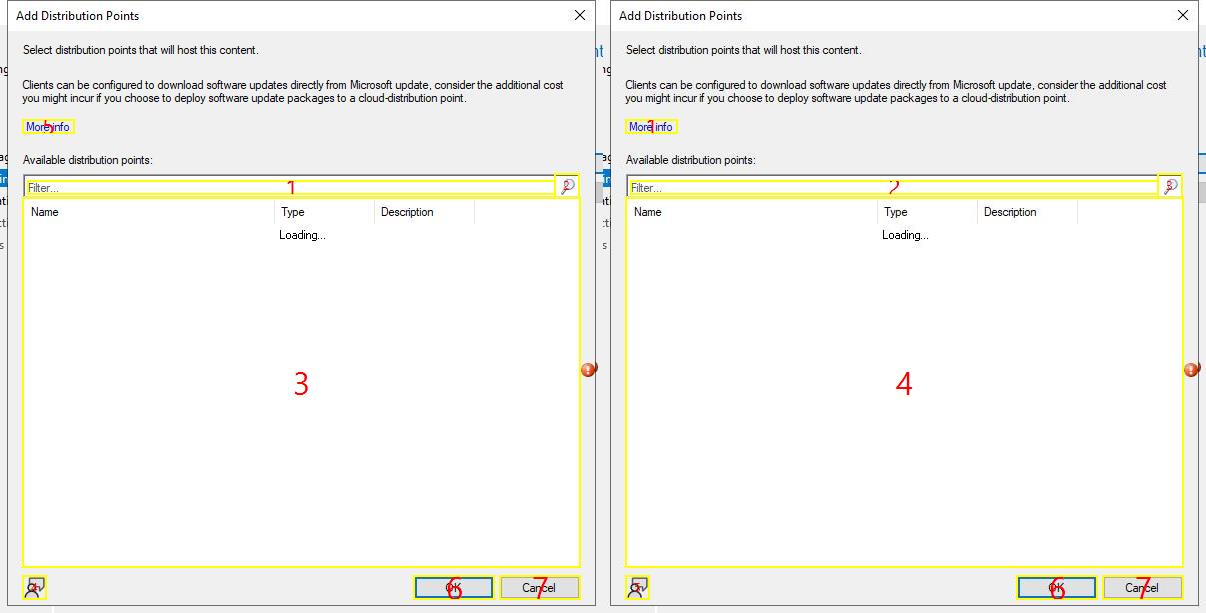 Add Distribution Points
Select distribution points that will host this content.
Clients can be configured to download software updates directly from Microsoft update, consider the additional cost
you might incur if you choose to deploy software update packages to a cloud-distribution point.
More info
5
Available distribution points:
Filter...
1
2
Name Type Description
Loading...
3
4
OK
6
Cancel
7
Add Distribution Points
Select distribution points that will host this content.
Clients can be configured to download software updates directly from Microsoft update, consider the additional cost
you might incur if you choose to deploy software update packages to a cloud-distribution point.
More info
1
Available distribution points:
Filter...
2
3
Name Type Description
Loading...
4
5
OK
6
Cancel
7